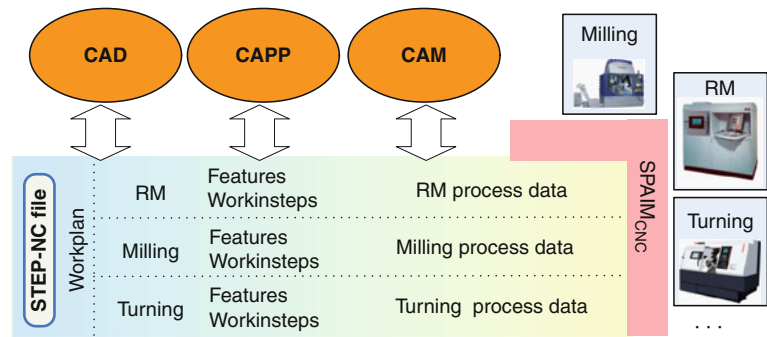 CAD
CAPP
CAM
Milling
RM
Turning
. . .
SPAIM_CNC
STEP-NC file
Workplan
RM
Features
Workinsteps
RM process data
Milling
Features
Workinsteps
Milling process data
Turning
Features
Workinsteps
Turning process data